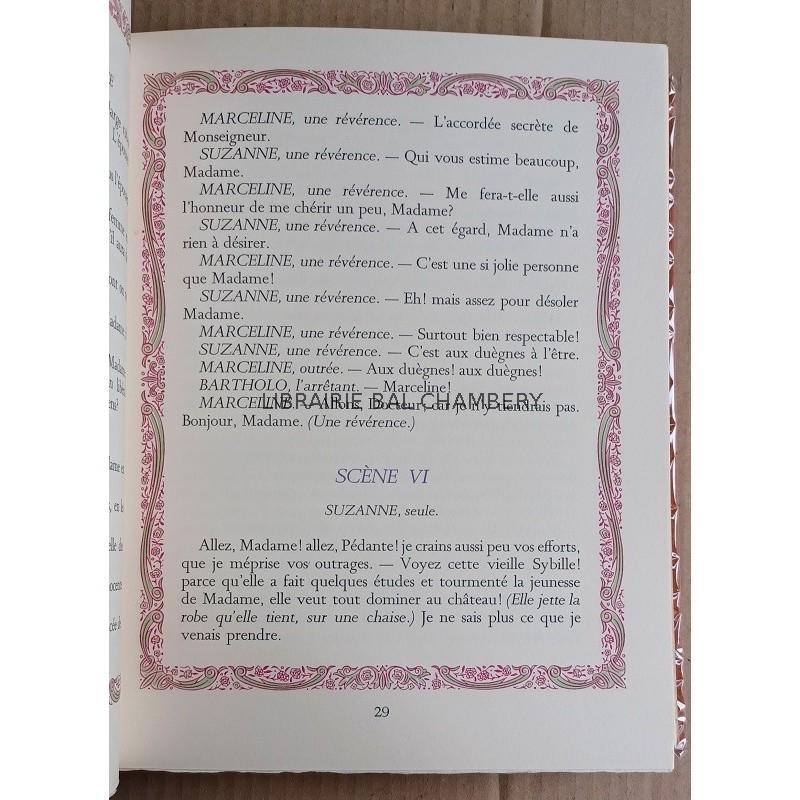 MARCELINE, une révérence. — L'accordée secrète de
Monseigneur.
SUZANNE, une révérence. — Qui vous estime beaucoup,
Madame.
MARCELINE, une révérence. — Me fera-t-elle aussi
l'honneur de me chérir un peu, Madame?
SUZANNE, une révérence. — A cet égard, Madame n'a
rien à désirer.
MARCELINE, une révérence. — C'est une si jolie personne
que Madame!
SUZANNE, une révérence. — Eh! mais assez pour désoler
Madame.
MARCELINE, une révérence. — Surtout bien respectable!
SUZANNE, une révérence. — C'est aux duègnes à l'être.
MARCELINE, outrée. — Aux duègnes! aux duègnes!
BARTHOLO, l'arrêtant. — Marceline!
MARCELINE. — Allons, Docteur, car je n'y tiendrais pas.
LIBRAIRIE BAL CHAMBERY
Bonjour, Madame. (Une révérence.)
SCÈNE VI
SUZANNE, seule.
Allez, Madame! allez, Pédante! je crains aussi peu vos efforts,
que je méprise vos outrages. — Voyez cette vieille Sybille!
parce qu'elle a fait quelques études et tourmenté la jeunesse
de Madame, elle veut tout dominer au château! (Elle jette la
robe qu'elle tient, sur une chaise.) Je ne sais plus ce que je
venais prendre.
29